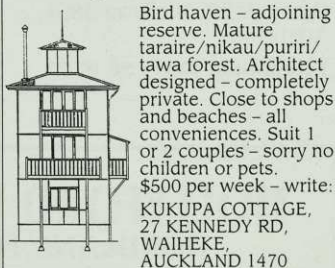 Bird haven – adjoining
reserve. Mature
taraire/nikau/puriri/
tawa forest. Architect
designed – completely
private. Close to shops
and beaches – all
conveniences. Suit 1
or 2 couples – sorry no
children or pets.
$500 per week – write:
KUKUPA COTTAGE,
27 KENNEDY RD,
WAIHEKE,
AUCKLAND 1470